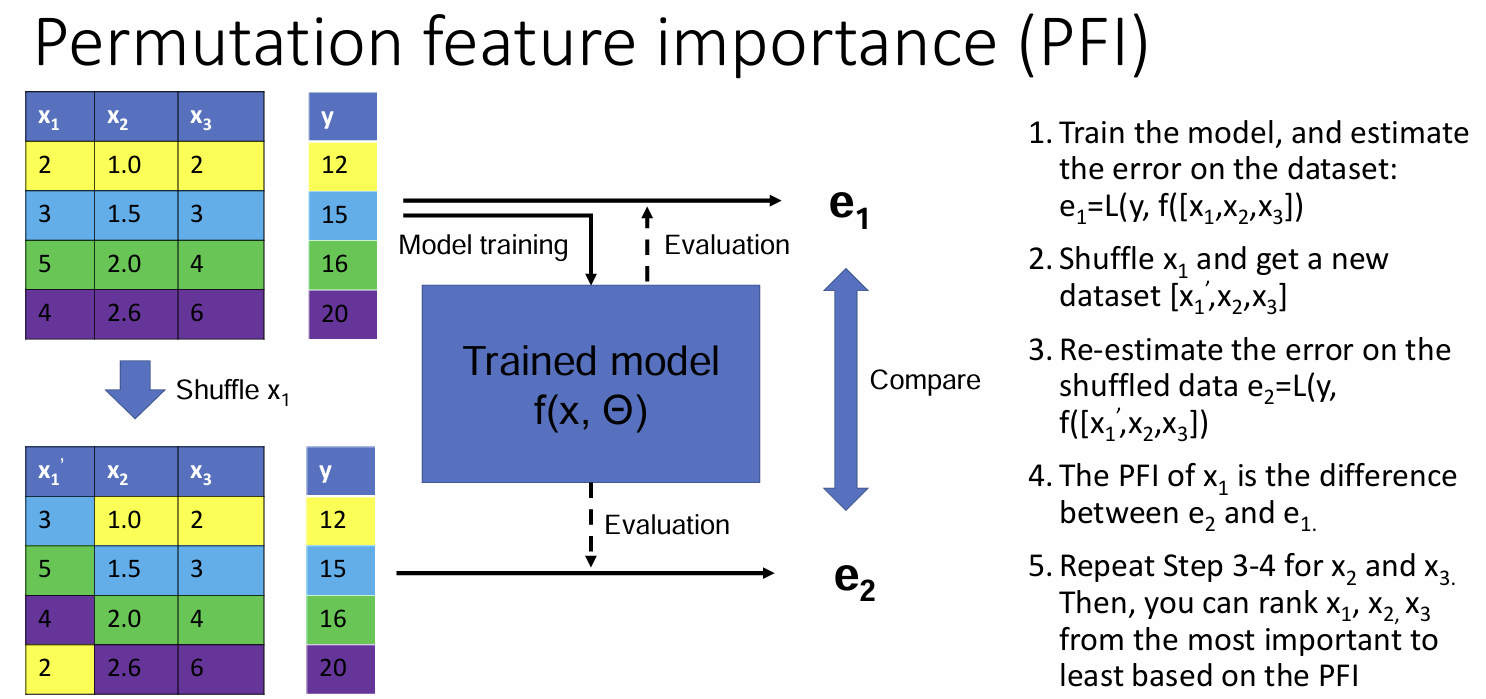 Permutation feature importance (PFI)
x₁ x₂ x₃ y
2 1.0 2 12
3 1.5 3 15
5 2.0 4 16
4 2.6 6 20
Shuffle x₁
x₁’ x₂ x₃ y
3 1.0 2 12
5 1.5 3 15
4 2.0 4 16
2 2.6 6 20
Model training
Evaluation
e₁
Trained model
f(x, Θ)
Compare
Evaluation
e₂
1. Train the model, and estimate
the error on the dataset:
e₁=L(y, f([x₁,x₂,x₃])
2. Shuffle x₁ and get a new
dataset [x₁’,x₂,x₃]
3. Re-estimate the error on the
shuffled data e₂=L(y,
f([x₁’,x₂,x₃])
4. The PFI of x₁ is the difference
between e₂ and e₁.
5. Repeat Step 3-4 for x₂ and x₃.
Then, you can rank x₁, x₂, x₃
from the most important to
least based on the PFI